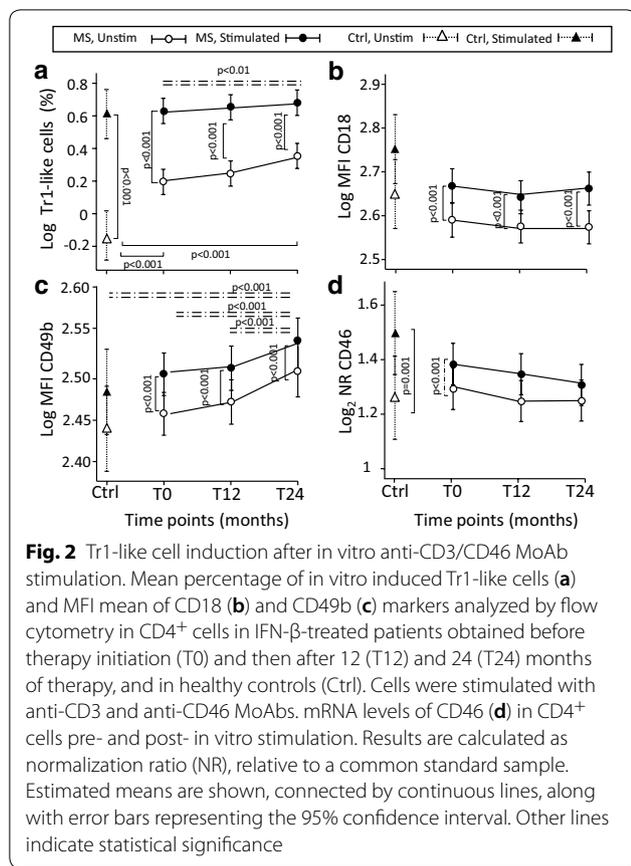 MS, Unstim MS, Stimulated Ctrl, Unstim Ctrl, Stimulated
a
Log Tr1-like cells (%)
0.8
0.6
0.4
0.2
0
-0.2
p<0.01
p<0.001
p<0.001
p<0.001
p<0.001
p<0.001
p<0.001
b
Log MFI CD18
2.9
2.8
2.7
2.6
2.5
p<0.001
p<0.001
p<0.001
c
Log MFI CD49b
2.60
2.55
2.50
2.45
2.40
p<0.001
p<0.001
p<0.001
p<0.001
p<0.001
p<0.001
Ctrl T0 T12 T24
Time points (months)
d
Log2 NR CD46
1.6
1.4
1.2
1
p=0.001
p<0.001
Ctrl T0 T12 T24
Time points (months)
Fig. 2 Tr1-like cell induction after in vitro anti-CD3/CD46 MoAb
stimulation. Mean percentage of in vitro induced Tr1-like cells (a)
and MFI mean of CD18 (b) and CD49b (c) markers analyzed by flow
cytometry in CD4+ cells in IFN-β-treated patients obtained before
therapy initiation (T0) and then after 12 (T12) and 24 (T24) months
of therapy, and in healthy controls (Ctrl). Cells were stimulated with
anti-CD3 and anti-CD46 MoAbs. mRNA levels of CD46 (d) in CD4+
cells pre- and post- in vitro stimulation. Results are calculated as
normalization ratio (NR), relative to a common standard sample.
Estimated means are shown, connected by continuous lines, along
with error bars representing the 95% confidence interval. Other lines
indicate statistical significance